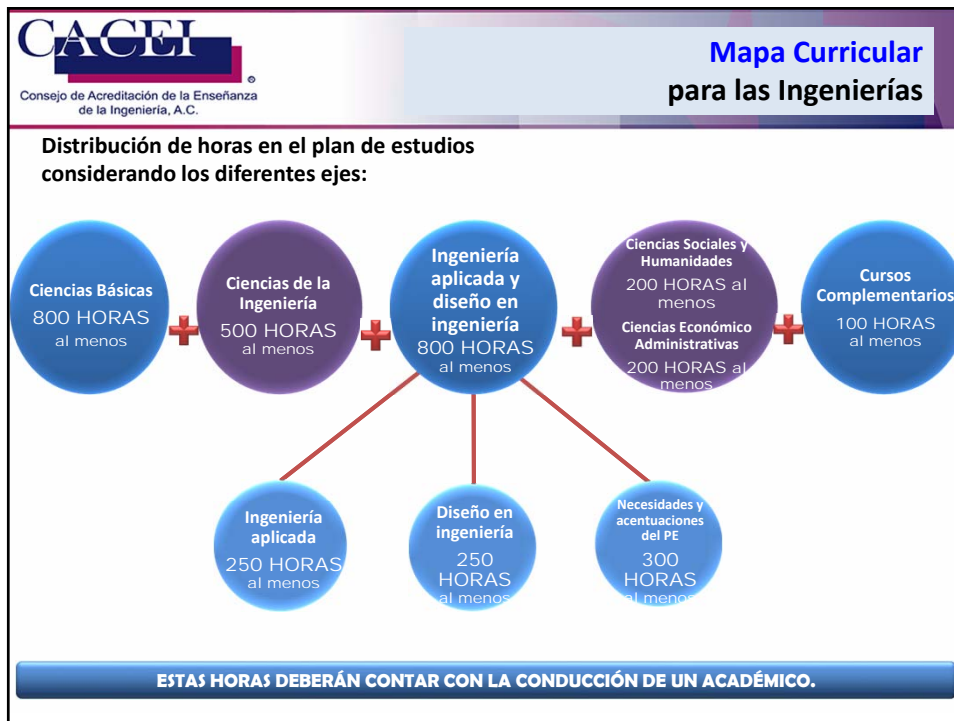 CACEI
®
Consejo de Acreditación de la Enseñanza
de la Ingeniería, A.C.
Mapa Curricular
para las Ingenierías
Distribución de horas en el plan de estudios
considerando los diferentes ejes:
Ciencias Básicas
800 HORAS
al menos
Ciencias de la
Ingeniería
500 HORAS
al menos
Ingeniería
aplicada y
diseño en
ingeniería
800 HORAS
al menos
Ciencias Sociales y
Humanidades
200 HORAS al
menos
Ciencias Económico
Administrativas
200 HORAS al
menos
Cursos
Complementarios
100 HORAS
al menos
Ingeniería
aplicada
250 HORAS
al menos
Diseño en
ingeniería
250
HORAS
al menos
Necesidades y
acentuaciones
del PE
300
HORAS
al menos
ESTAS HORAS DEBERÁN CONTAR CON LA CONDUCCIÓN DE UN ACADÉMICO.